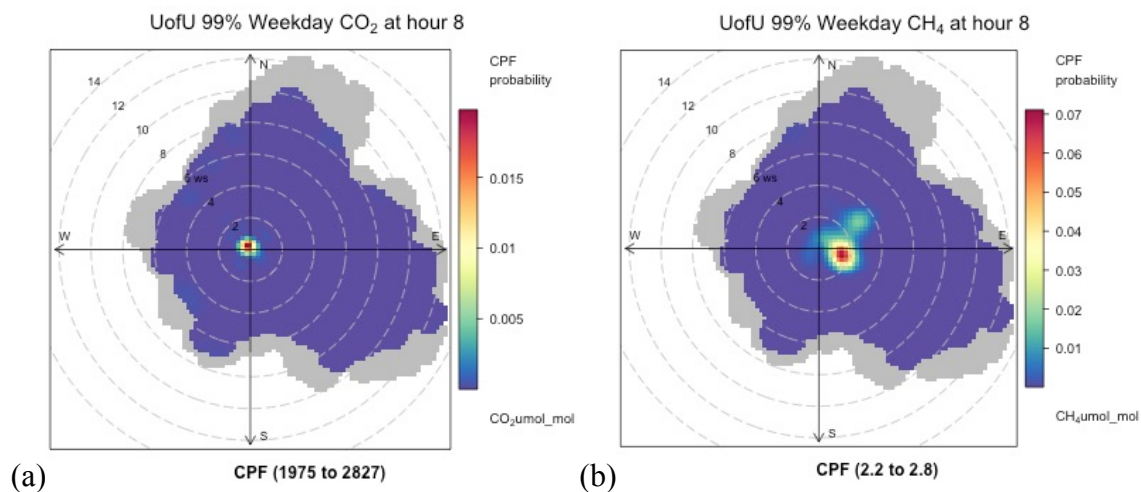 UofU 99% Weekday CO₂ at hour 8
CPF
probability
N
14
12
10
8
6 ws
4
2
W
E
S
0.015
0.010
0.005
CO₂umol_mol
CPF (1975 to 2827)
(a)
UofU 99% Weekday CH₄ at hour 8
CPF
probability
N
14
12
10
8
6 ws
4
2
W
E
S
0.07
0.06
0.05
0.04
0.03
0.02
0.01
CH₄umol_mol
CPF (2.2 to 2.8)
(b)